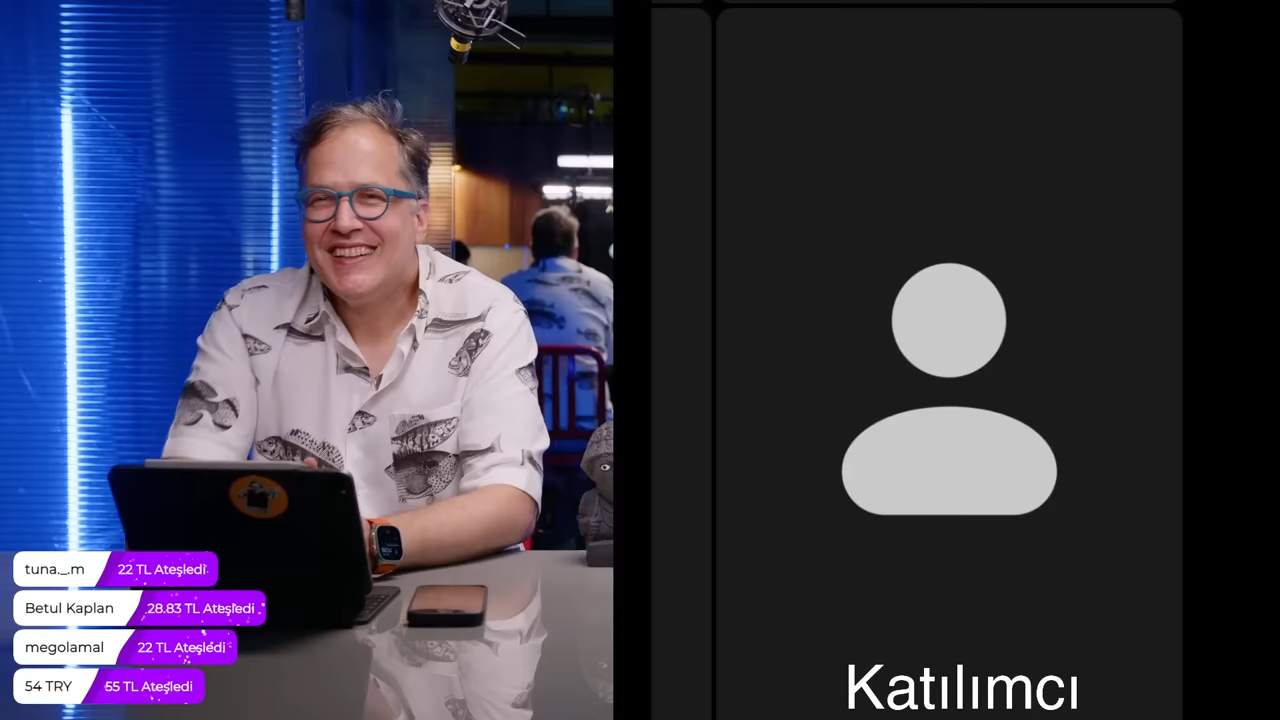 tuna._.m 22 TL Ateşledi
Betul Kaplan 28.83 TL Ateşledi
megolamal 22 TL Ateşledi
54 TRY 55 TL Ateşledi
Katılımcı